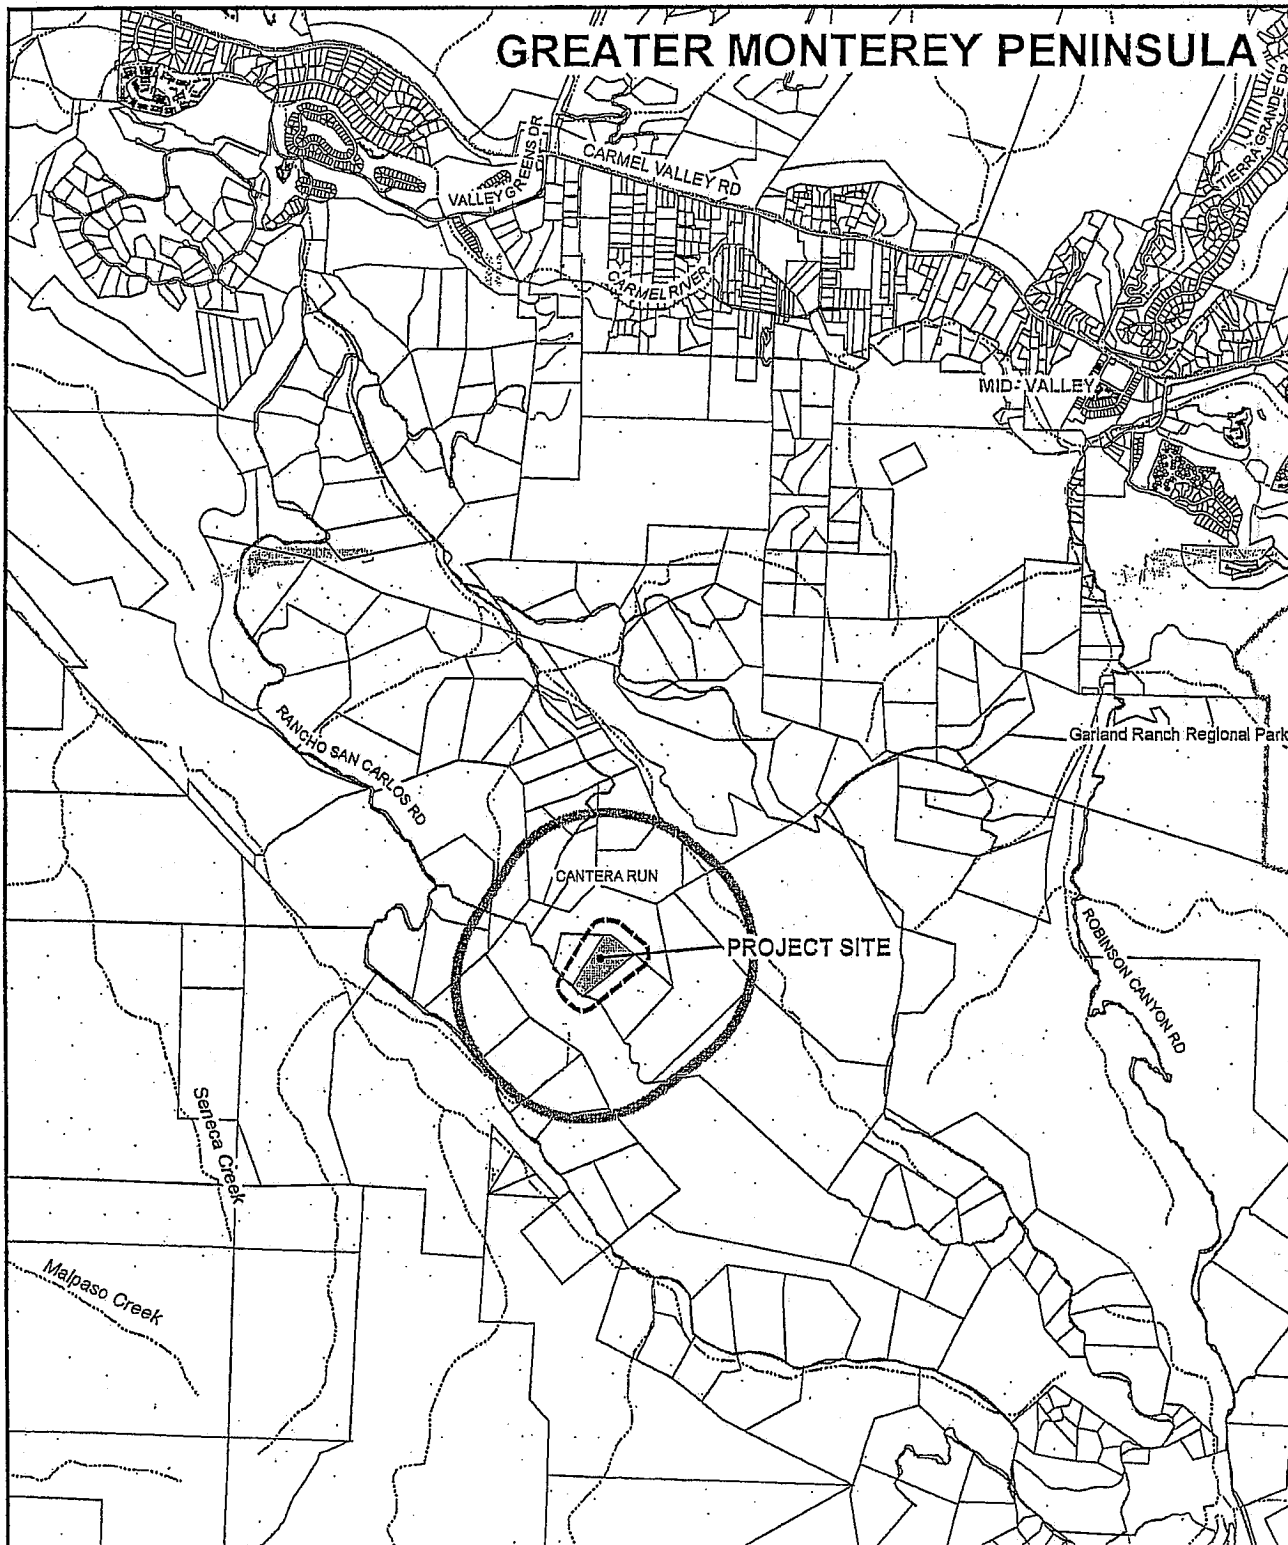 GREATER MONTEREY PENINSULA
TIERRA GRANDE DR
CARMEL VALLEY RD
VALLEY GREENS DR
CARMEL RIVER
MID-VALLEY
RANCHO SAN CARLOS RD
Garland Ranch Regional Park
CANTERA RUN
PROJECT SITE
ROBINSON CANYON RD
Seneca Creek
Malpaso Creek